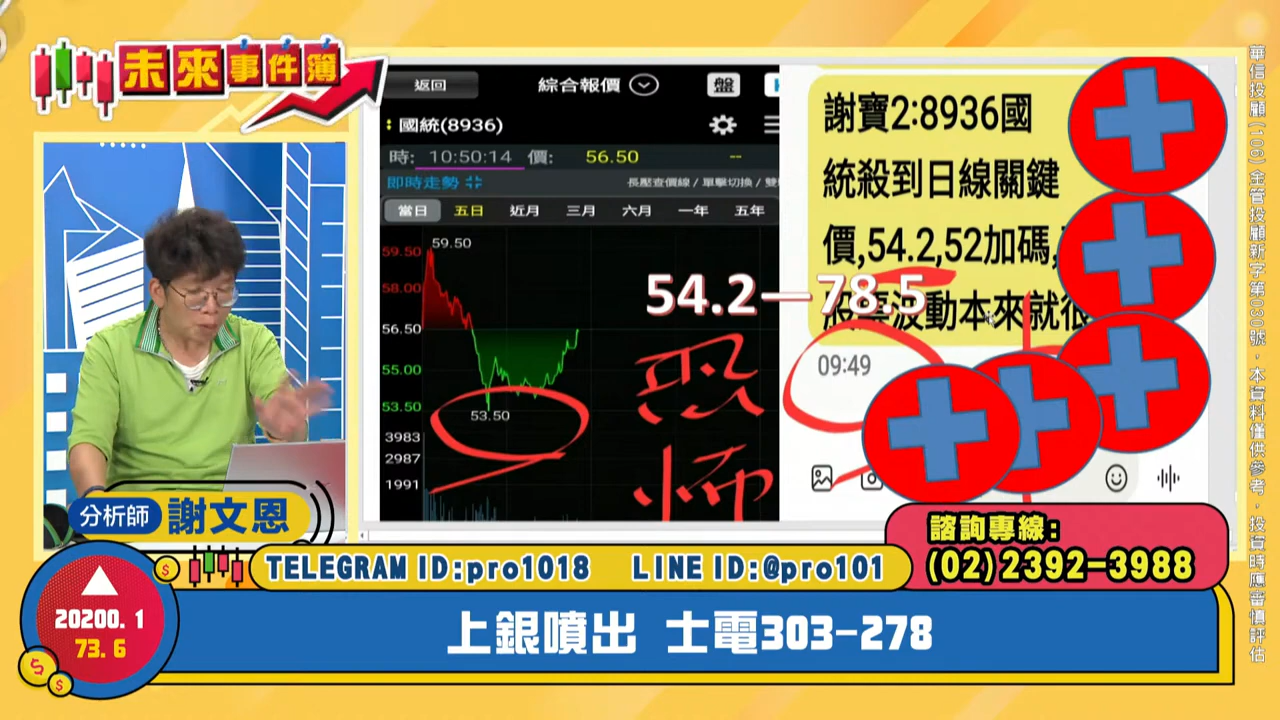 未來事件簿
返回
綜合報價
盤
國統(8936)
時: 10:50:14 價: 56.50 --
即時走勢
長壓查價線 / 單擊切換 / 雙
當日 五日 近月 三月 六月 一年 五年
59.50
59.50
58.00
56.50
55.00
53.50
53.50
3983
2987
1991
謝寶2:8936國
統殺到日線關鍵
價,54.2,52加碼,
股票波動本來就很
09:49
54.2—78.5
恐
怖
分析師 謝文恩
TELEGRAM ID:pro1018 LINE ID:@pro101
諮詢專線:
(02)2392-3988
20200.1
73.6
上銀噴出 士電303-278
華信投顧(106)金管投顧新字第030號，本資料僅供參考，投資時應審慎評估